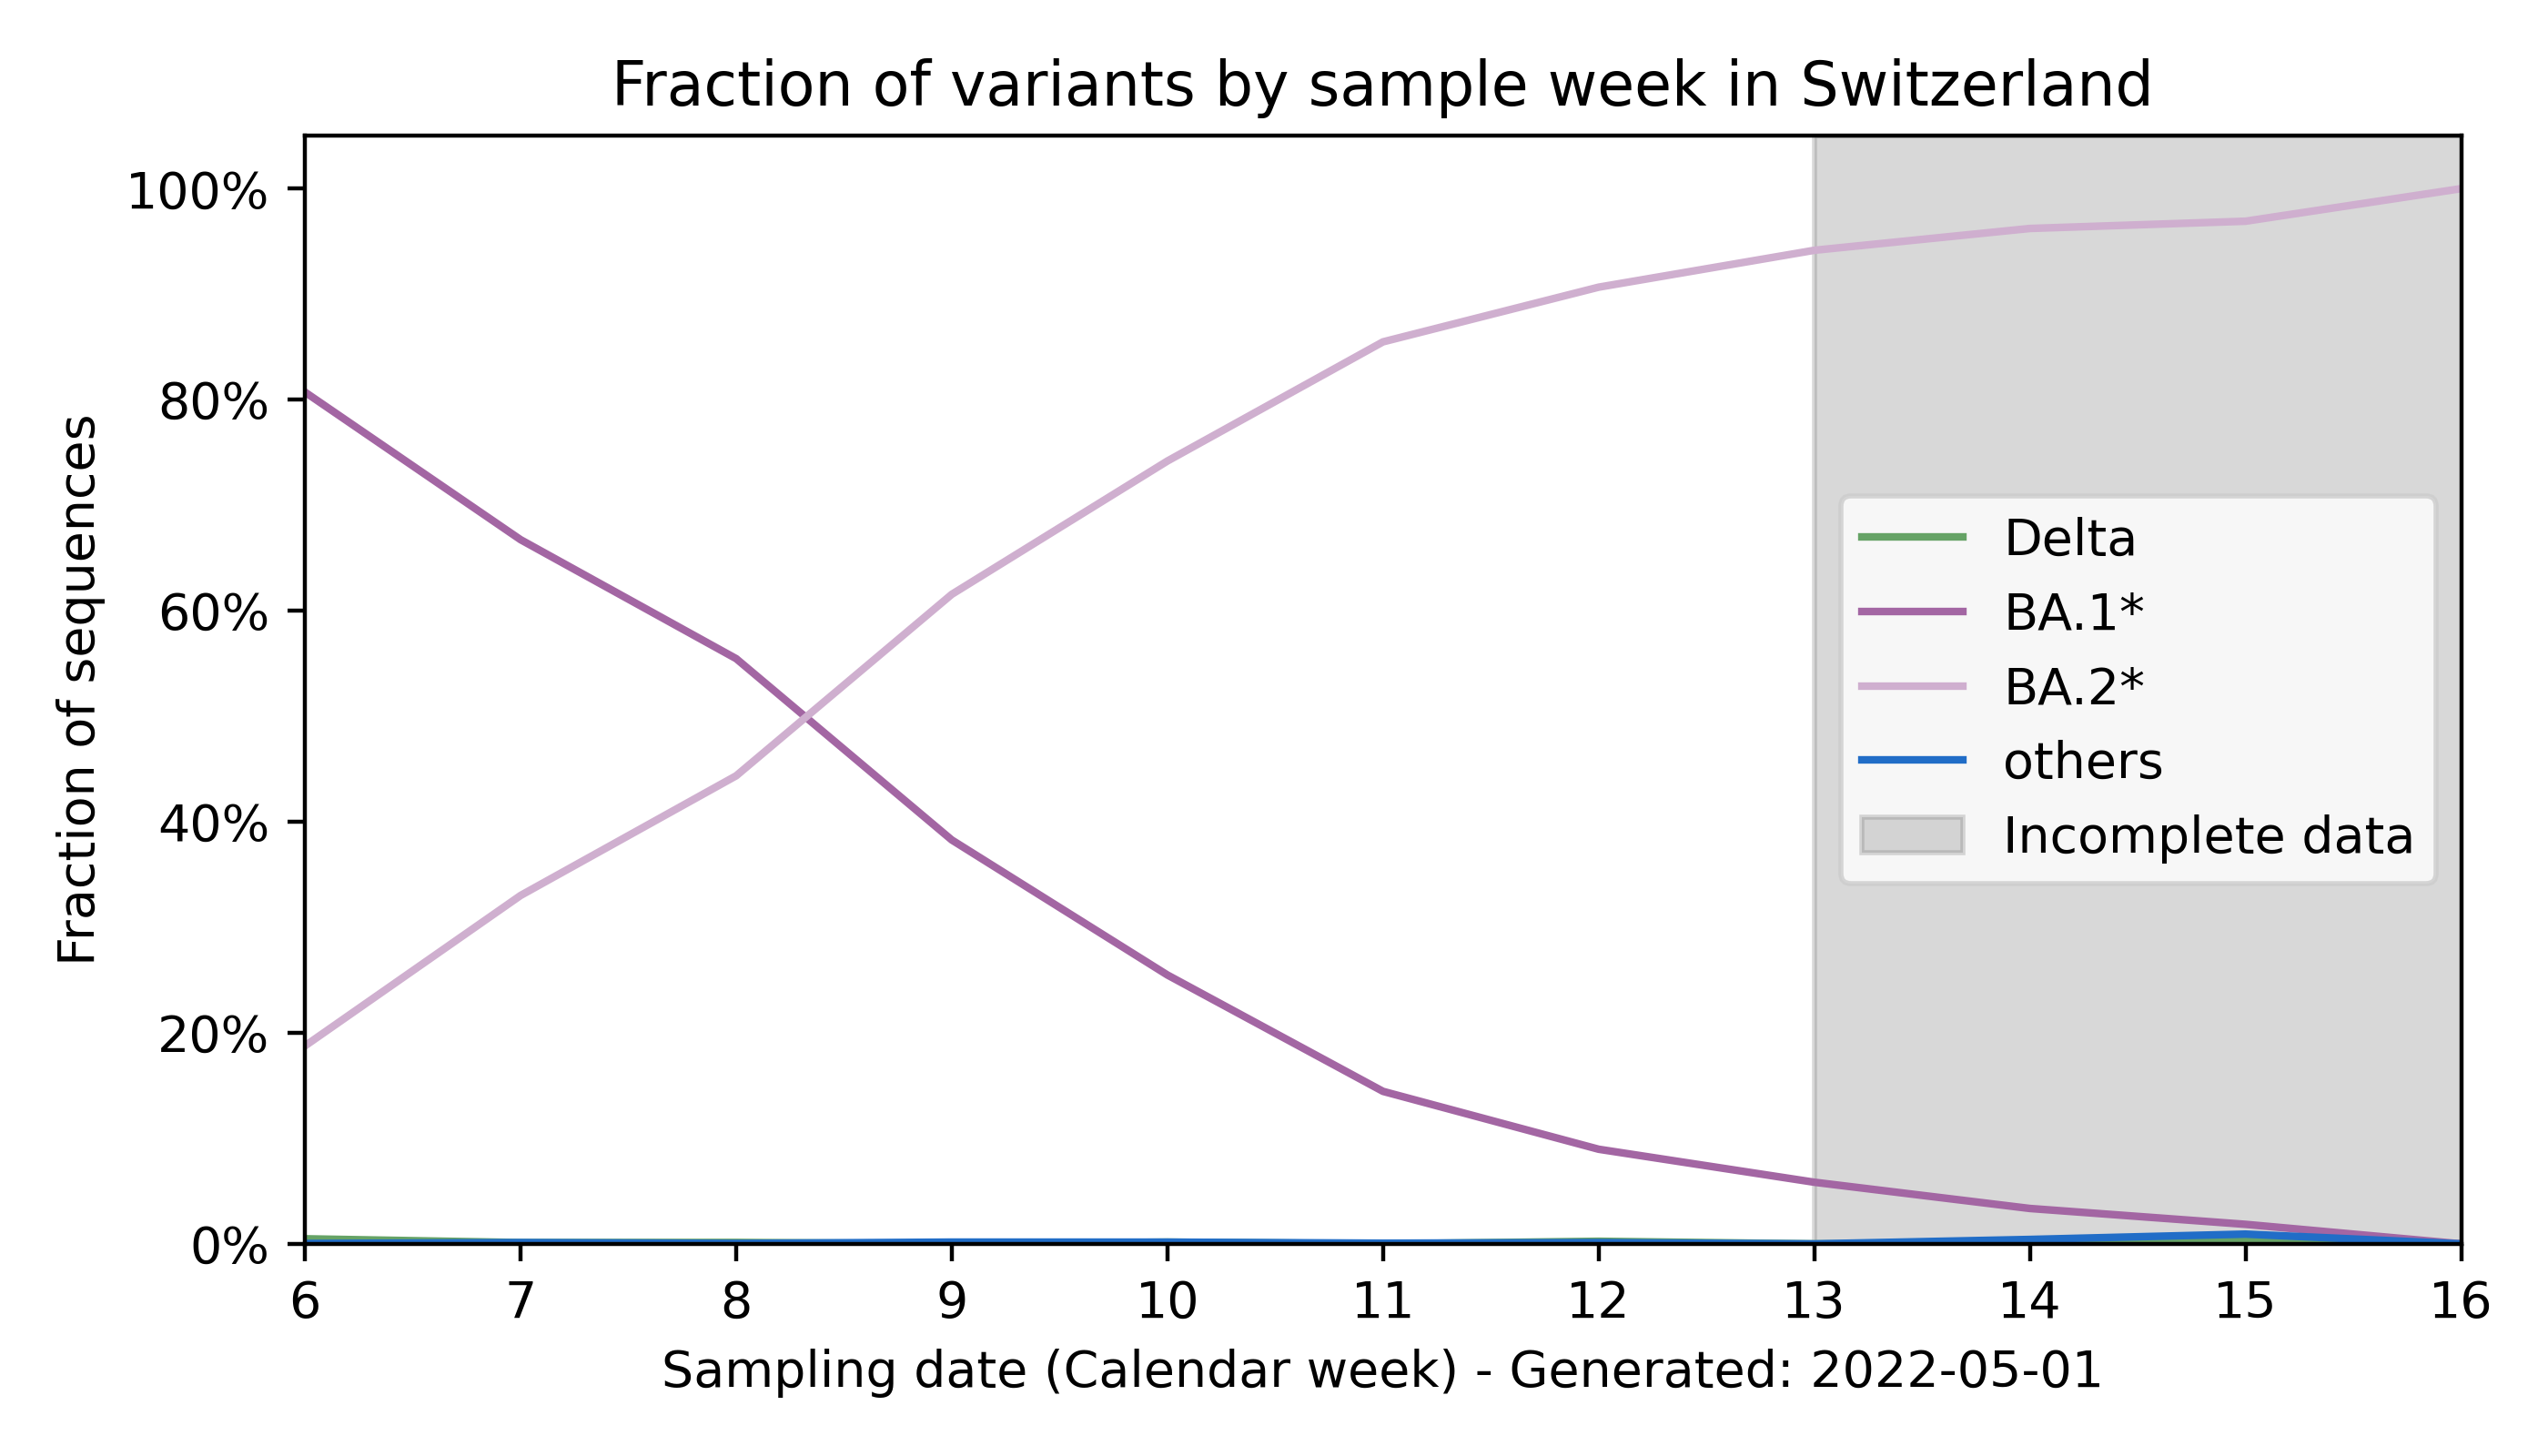 Fraction of variants by sample week in Switzerland
Fraction of sequences
100%
80%
60%
40%
20%
0%
Delta
BA.1*
BA.2*
others
Incomplete data
6 7 8 9 10 11 12 13 14 15 16
Sampling date (Calendar week) - Generated: 2022-05-01